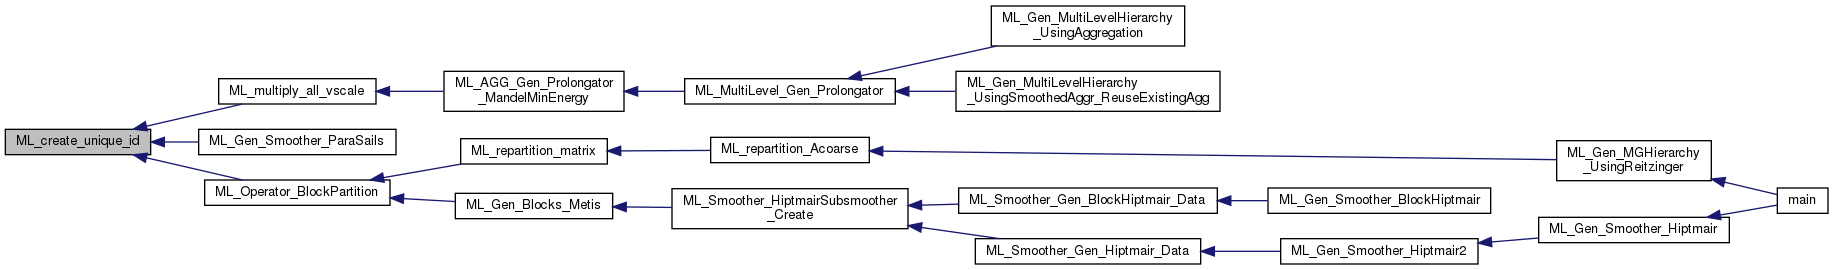 ML_create_unique_id
ML_multiply_all_vscale
ML_AGG_Gen_Prolongator
_MandelMinEnergy
ML_MultiLevel_Gen_Prolongator
ML_Gen_MultiLevelHierarchy
_UsingAggregation
ML_Gen_MultiLevelHierarchy
_UsingSmoothedAggr_ReuseExistingAgg
ML_Gen_Smoother_ParaSails
ML_Operator_BlockPartition
ML_repartition_matrix
ML_repartition_Acoarse
ML_Gen_MGHierarchy
_UsingReitzinger
main
ML_Gen_Blocks_Metis
ML_Smoother_HiptmairSubsmoother
_Create
ML_Smoother_Gen_BlockHiptmair_Data
ML_Gen_Smoother_BlockHiptmair
ML_Smoother_Gen_Hiptmair_Data
ML_Gen_Smoother_Hiptmair2
ML_Gen_Smoother_Hiptmair